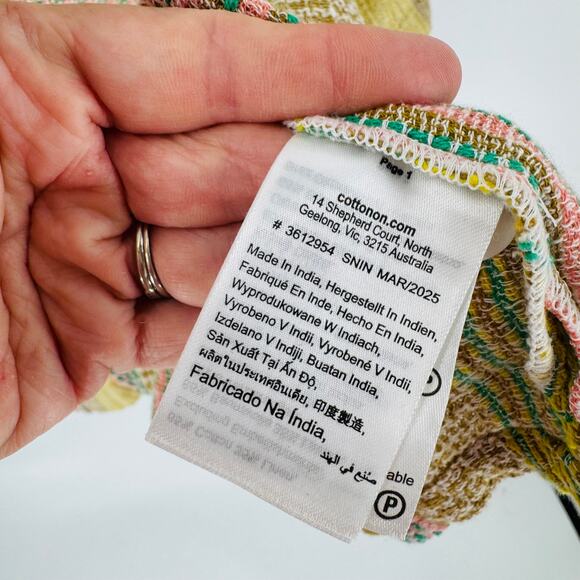 Page 1
cottonon.com
14 Shepherd Court, North
Geelong, Vic, 3215 Australia
# 3612954 SNIN MAR/2025
Made In India, Hergestellt In Indien,
Fabriqué En Inde, Hecho En India,
Wyprodukowane W Indiach,
Vyrobeno V Indii, Vyrobené V Indii,
Izdelano V Indiji, Buatan India,
Sản Xuất Tại Ấn Độ,
ผลิตในประเทศอินเดีย, 印度製造,
Fabricado Na Índia,
صُنع في الهند
able
P
P